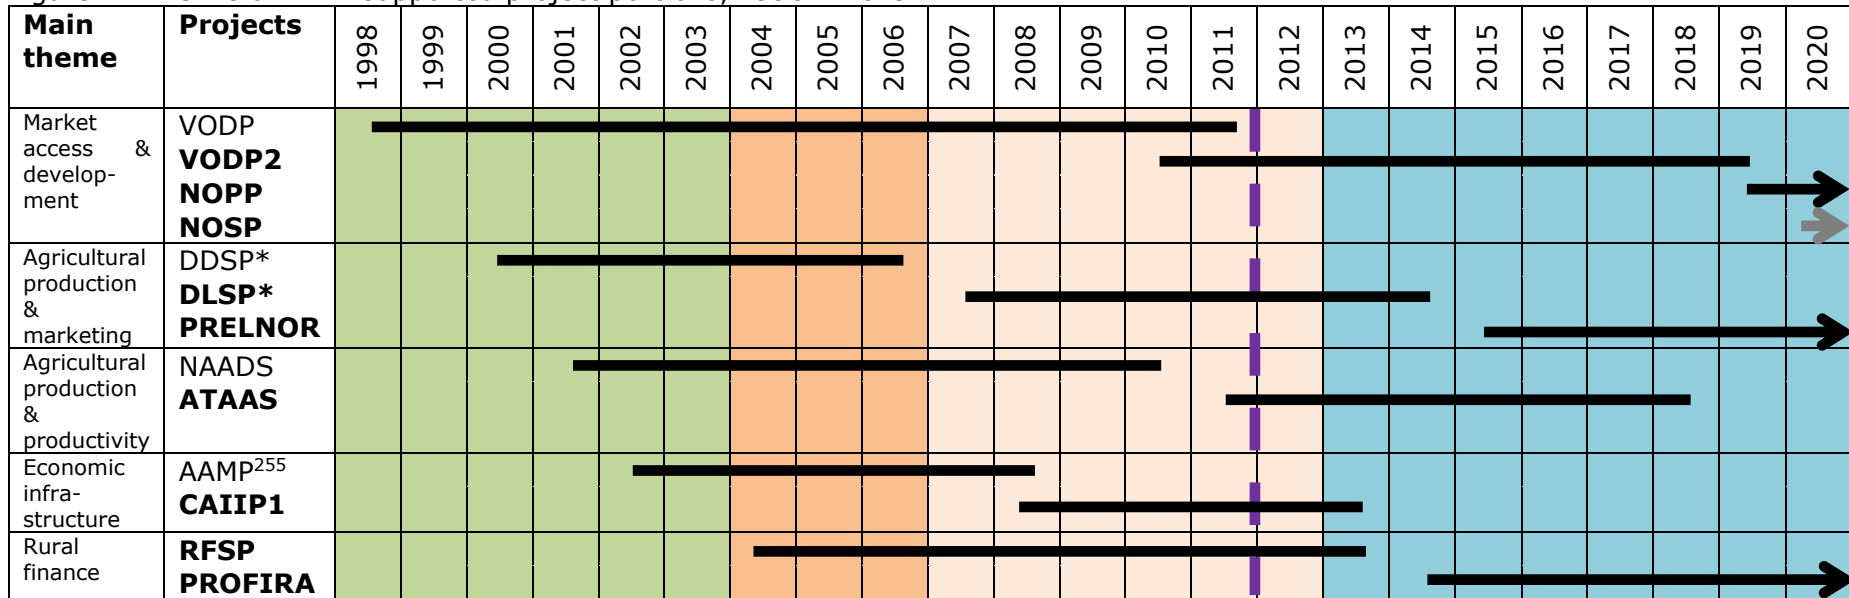 Main theme
Projects
1998
1999
2000
2001
2002
2003
2004
2005
2006
2007
2008
2009
2010
2011
2012
2013
2014
2015
2016
2017
2018
2019
2020
Market
access &
develop-
ment
VODP
VODP2
NOPP
NOSP
Agricultural
production
&
marketing
DDSP*
DLSP*
PRELNOR
Agricultural
production
&
productivity
NAADS
ATAAS
Economic
infra-
structure
AAMP255
CAIIP1
Rural
finance
RFSP
PROFIRA